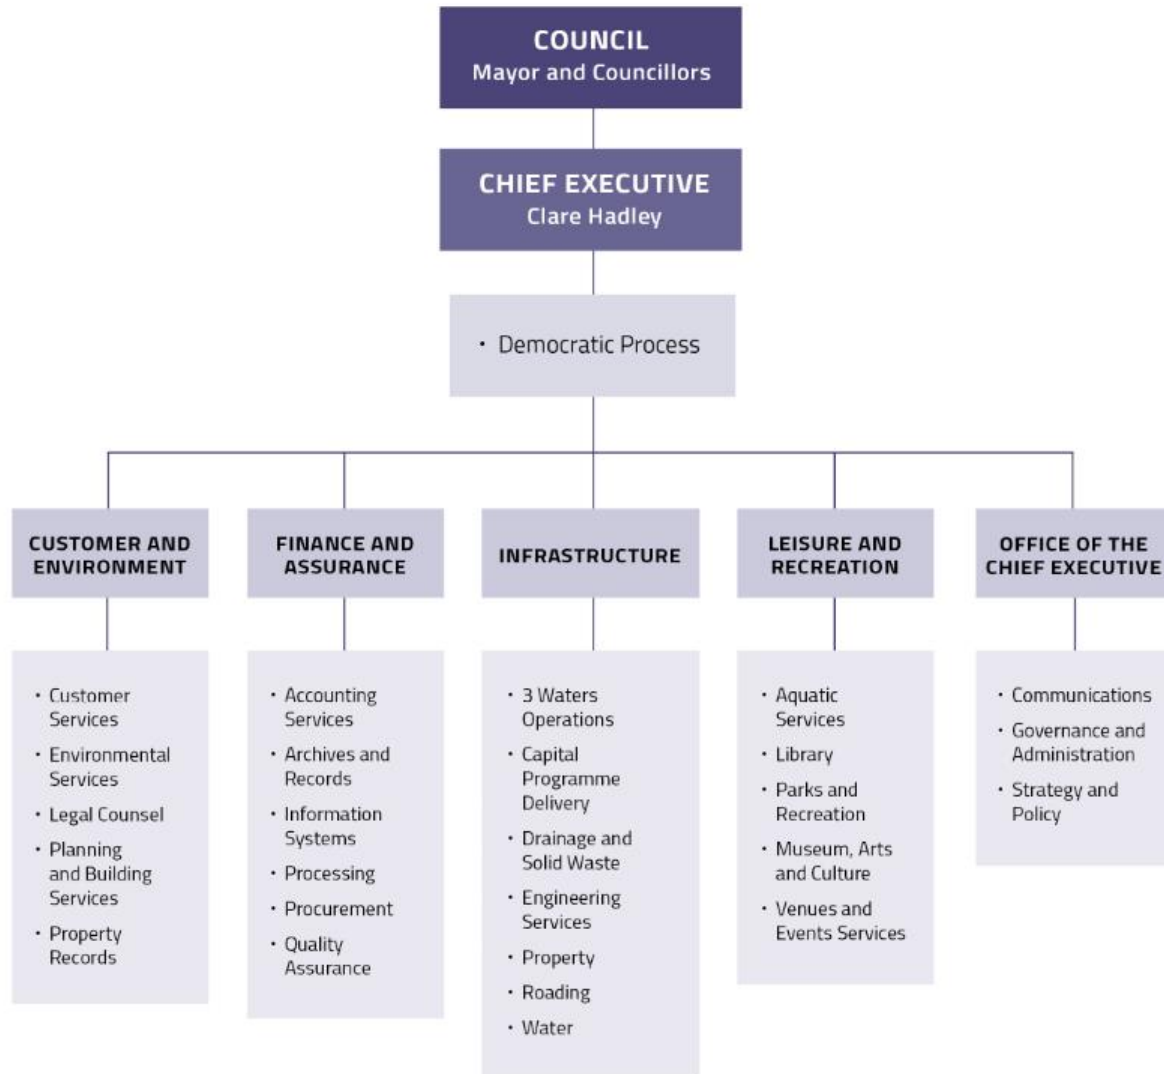 COUNCIL
Mayor and Councillors
CHIEF EXECUTIVE
Clare Hadley
• Democratic Process
CUSTOMER AND
ENVIRONMENT
• Customer
Services
• Environmental
Services
• Legal Counsel
• Planning
and Building
Services
• Property
Records
FINANCE AND
ASSURANCE
• Accounting
Services
• Archives and
Records
• Information
Systems
• Processing
• Procurement
• Quality
Assurance
INFRASTRUCTURE
• 3 Waters
Operations
• Capital
Programme
Delivery
• Drainage and
Solid Waste
• Engineering
Services
• Property
• Roading
• Water
LEISURE AND
RECREATION
• Aquatic
Services
• Library
• Parks and
Recreation
• Museum, Arts
and Culture
• Venues and
Events Services
OFFICE OF THE
CHIEF EXECUTIVE
• Communications
• Governance and
Administration
• Strategy and
Policy